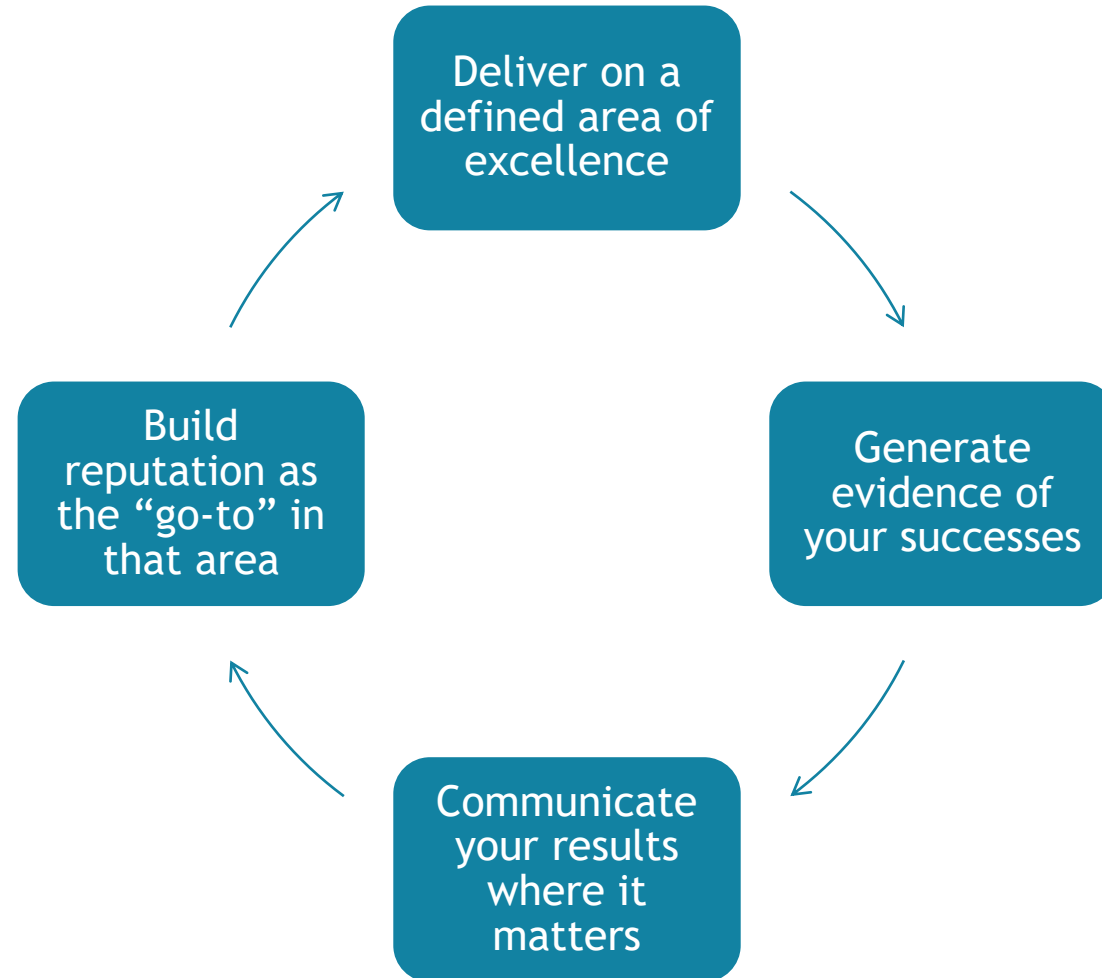 Deliver on a
defined area of
excellence
Generate
evidence of
your successes
Communicate
your results
where it
matters
Build
reputation as
the “go-to” in
that area